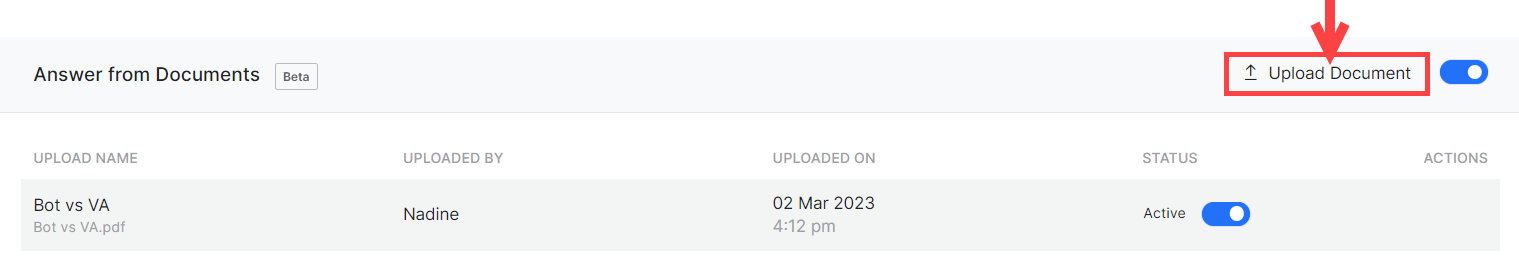 Answer from Documents Beta Upload Document
UPLOAD NAME UPLOADED BY UPLOADED ON STATUS ACTIONS
Bot vs VA Nadine 02 Mar 2023 Active
Bot vs VA.pdf 4:12 pm